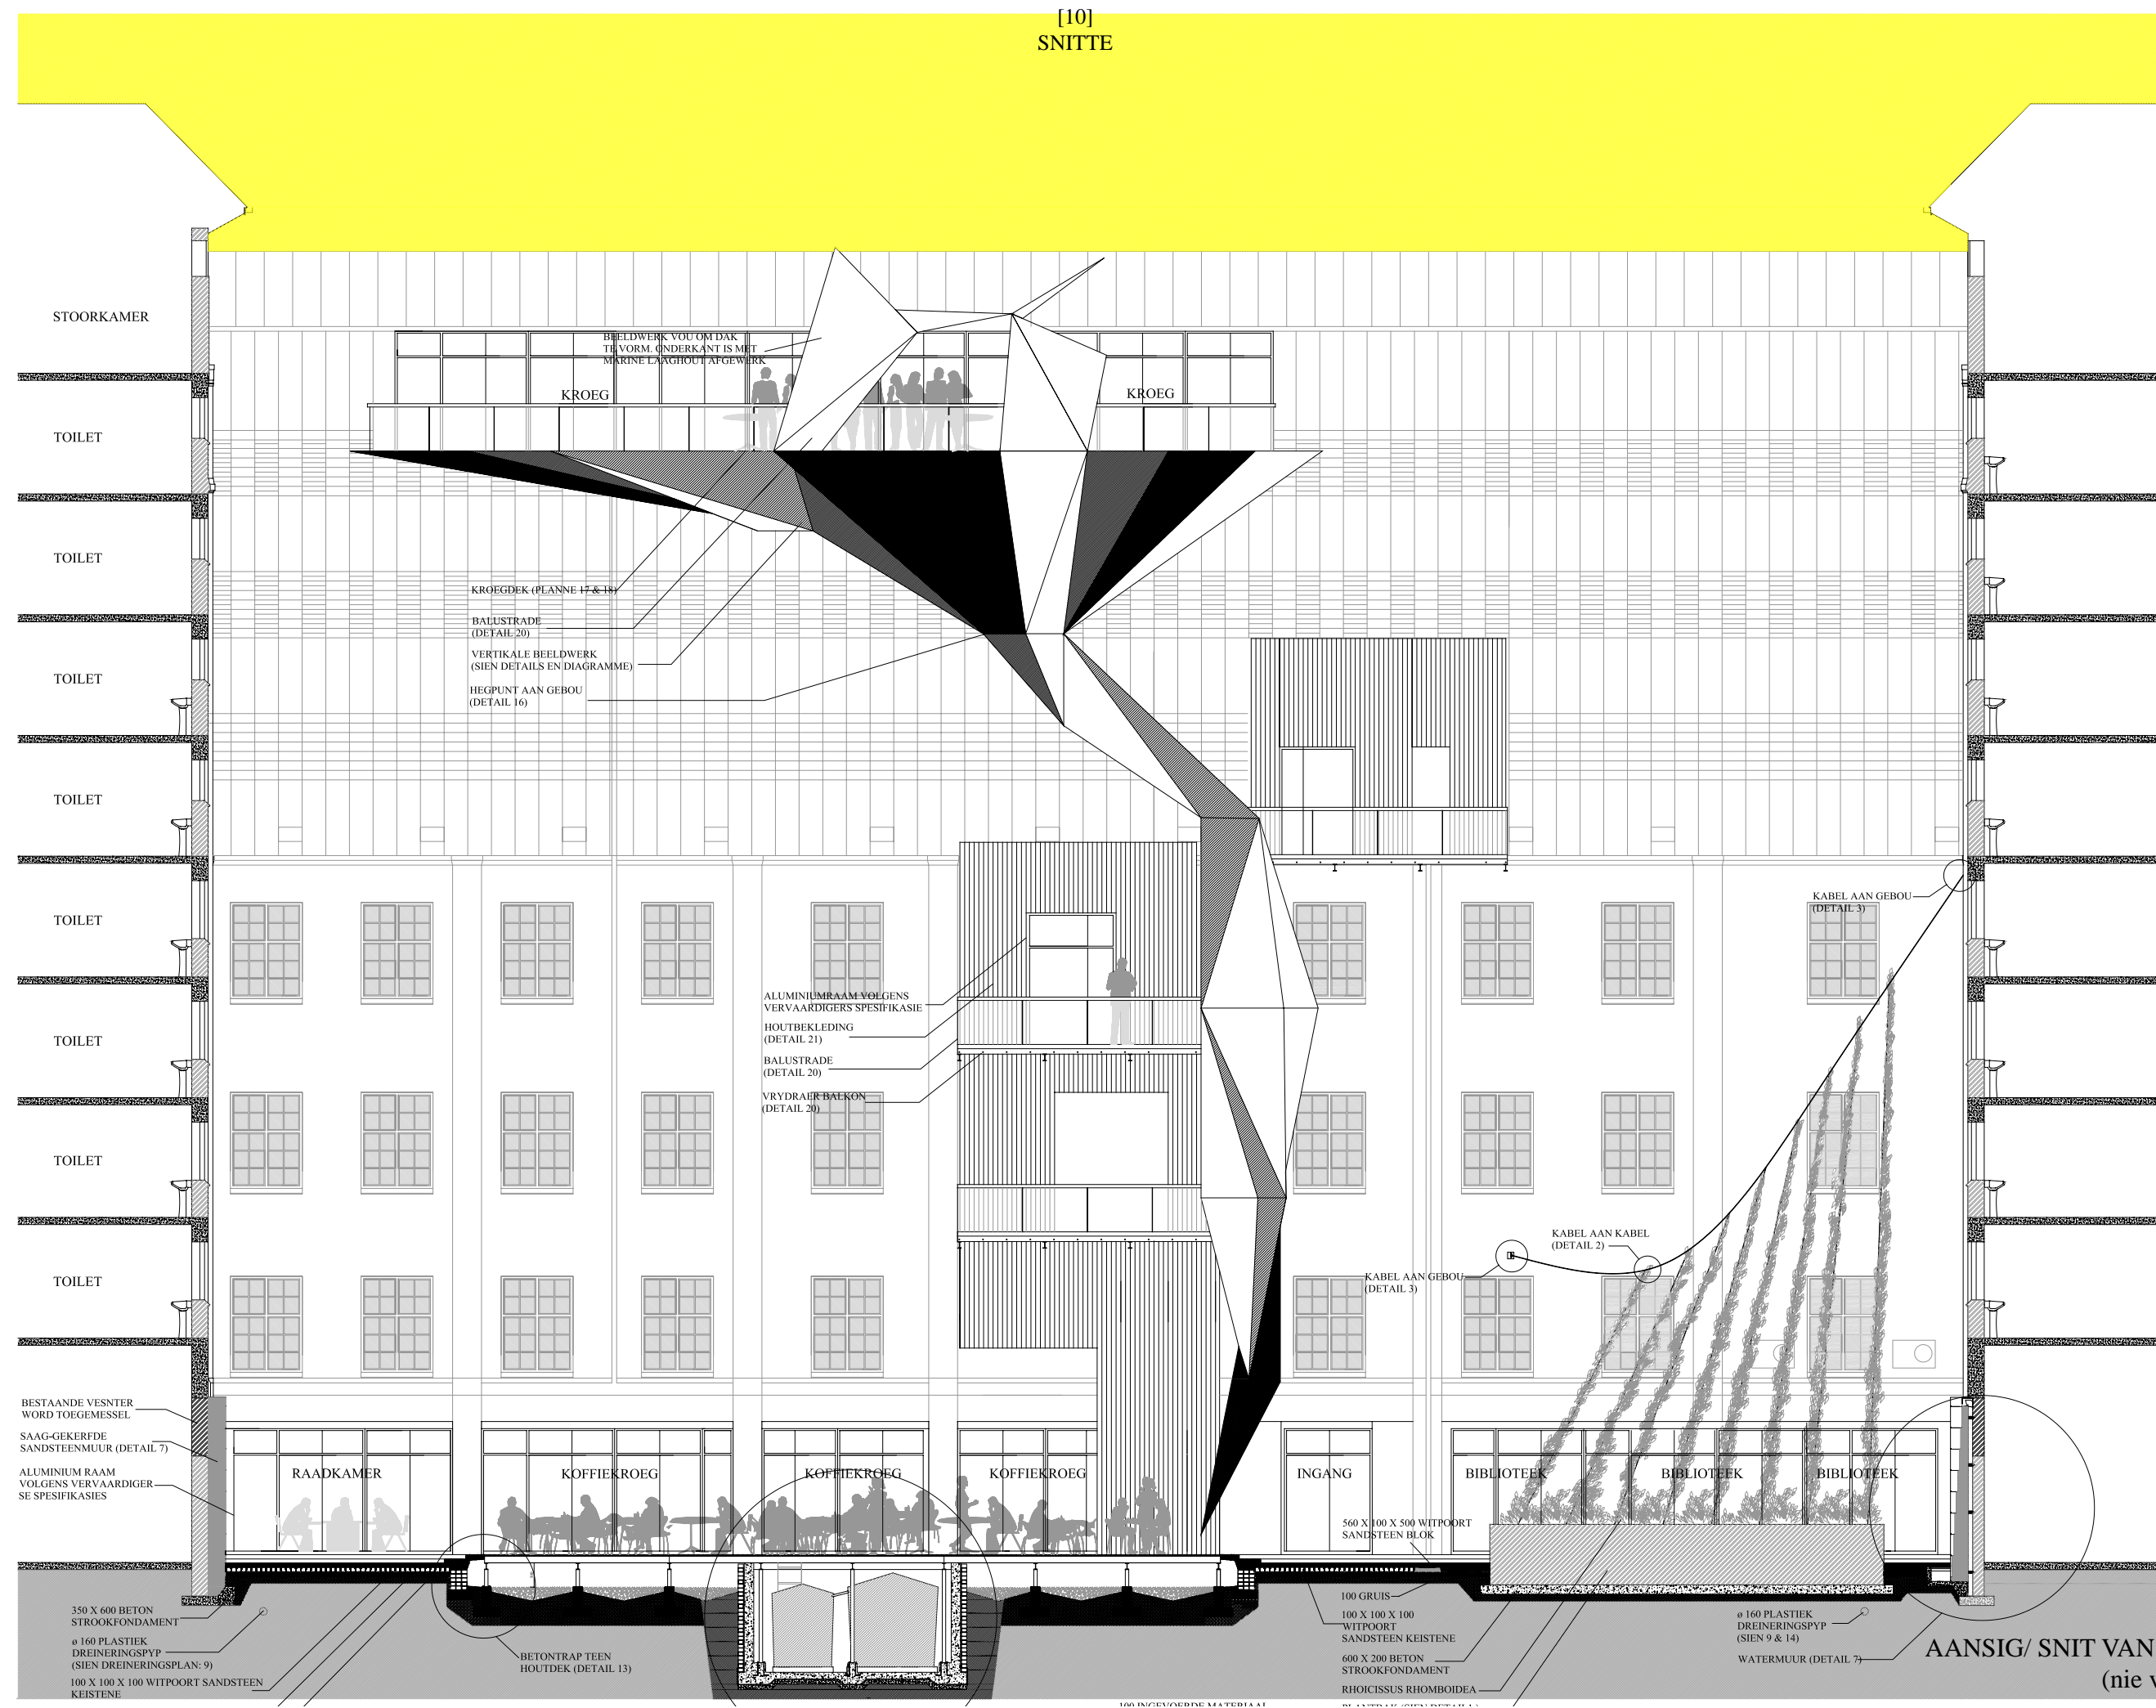 [10]
SNITTE
STOORKAMER
TOILET
TOILET
TOILET
TOILET
TOILET
TOILET
TOILET
TOILET
BEELDWERK VOU OM DAK
TE VORM. ONDERKANT IS MET
MARINE LAAGHOUT AFGEWERK
KROEG
KROEG
KROEGDEK (PLANNE 17 & 18)
BALUSTRADE
(DETAIL 20)
VERTIKALE BEELDWERK
(SIEN DETAILS EN DIAGRAMME)
HEGPUNT AAN GEBOU
(DETAIL 16)
KABEL AAN GEBOU
(DETAIL 3)
ALUMINIUMRAAM VOLGENS
VERVAARDIGERS SPESIFIKASIE
HOUTBEKLEDING
(DETAIL 21)
BALUSTRADE
(DETAIL 20)
VRYDRAER BALKON
(DETAIL 20)
KABEL AAN KABEL
(DETAIL 2)
KABEL AAN GEBOU
(DETAIL 3)
BESTAANDE VESNTER
WORD TOEGEMESSEL
SAAG-GEKERFDE
SANDSTEENMUUR (DETAIL 7)
ALUMINIUM RAAM
VOLGENS VERVAARDIGER
SE SPESIFIKASIES
RAADKAMER
KOFFIEKROEG
KOFFIEKROEG
KOFFIEKROEG
INGANG
BIBLIOTEEK
BIBLIOTEEK
BIBLIOTEEK
560 X 100 X 500 WITPOORT
SANDSTEEN BLOK
350 X 600 BETON
STROOKFONDAMENT
ø 160 PLASTIEK
DREINERINGSPYP
(SIEN DREINERINGSPLAN: 9)
100 X 100 X 100 WITPOORT SANDSTEEN
KEISTENE
BETONTRAP TEEN
HOUTDEK (DETAIL 13)
100 GRUIS
100 X 100 X 100
WITPOORT
SANDSTEEN KEISTENE
600 X 200 BETON
STROOKFONDAMENT
RHOICISSUS RHOMBOIDEA
ø 160 PLASTIEK
DREINERINGSPYP
(SIEN 9 & 14)
WATERMUUR (DETAIL 7)
AANSIG/ SNIT VAN
(nie
100 INGEVOERDE MATERIAAL